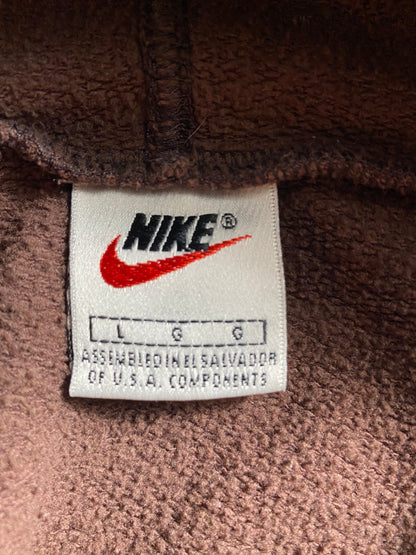 NIKE®
L G G
ASSEMBLED IN EL SALVADOR
OF U.S.A. COMPONENTS